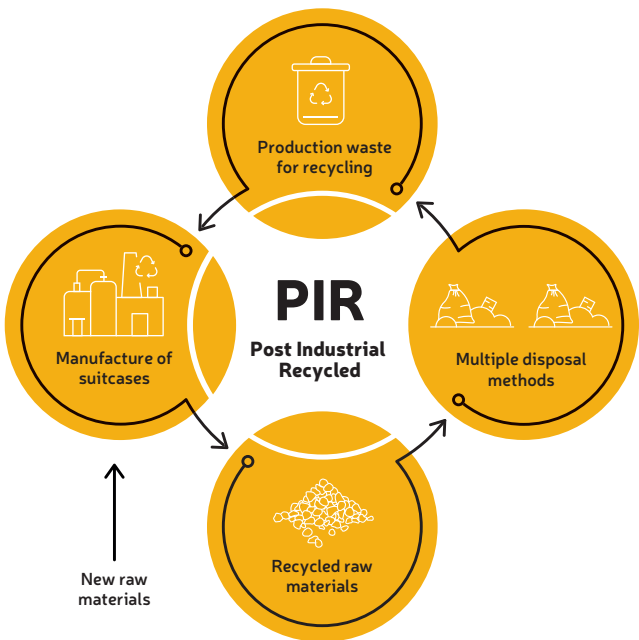 Production waste
for recycling
PIR
Post Industrial
Recycled
Manufacture of
suitcases
Multiple disposal
methods
Recycled raw
materials
New raw
materials